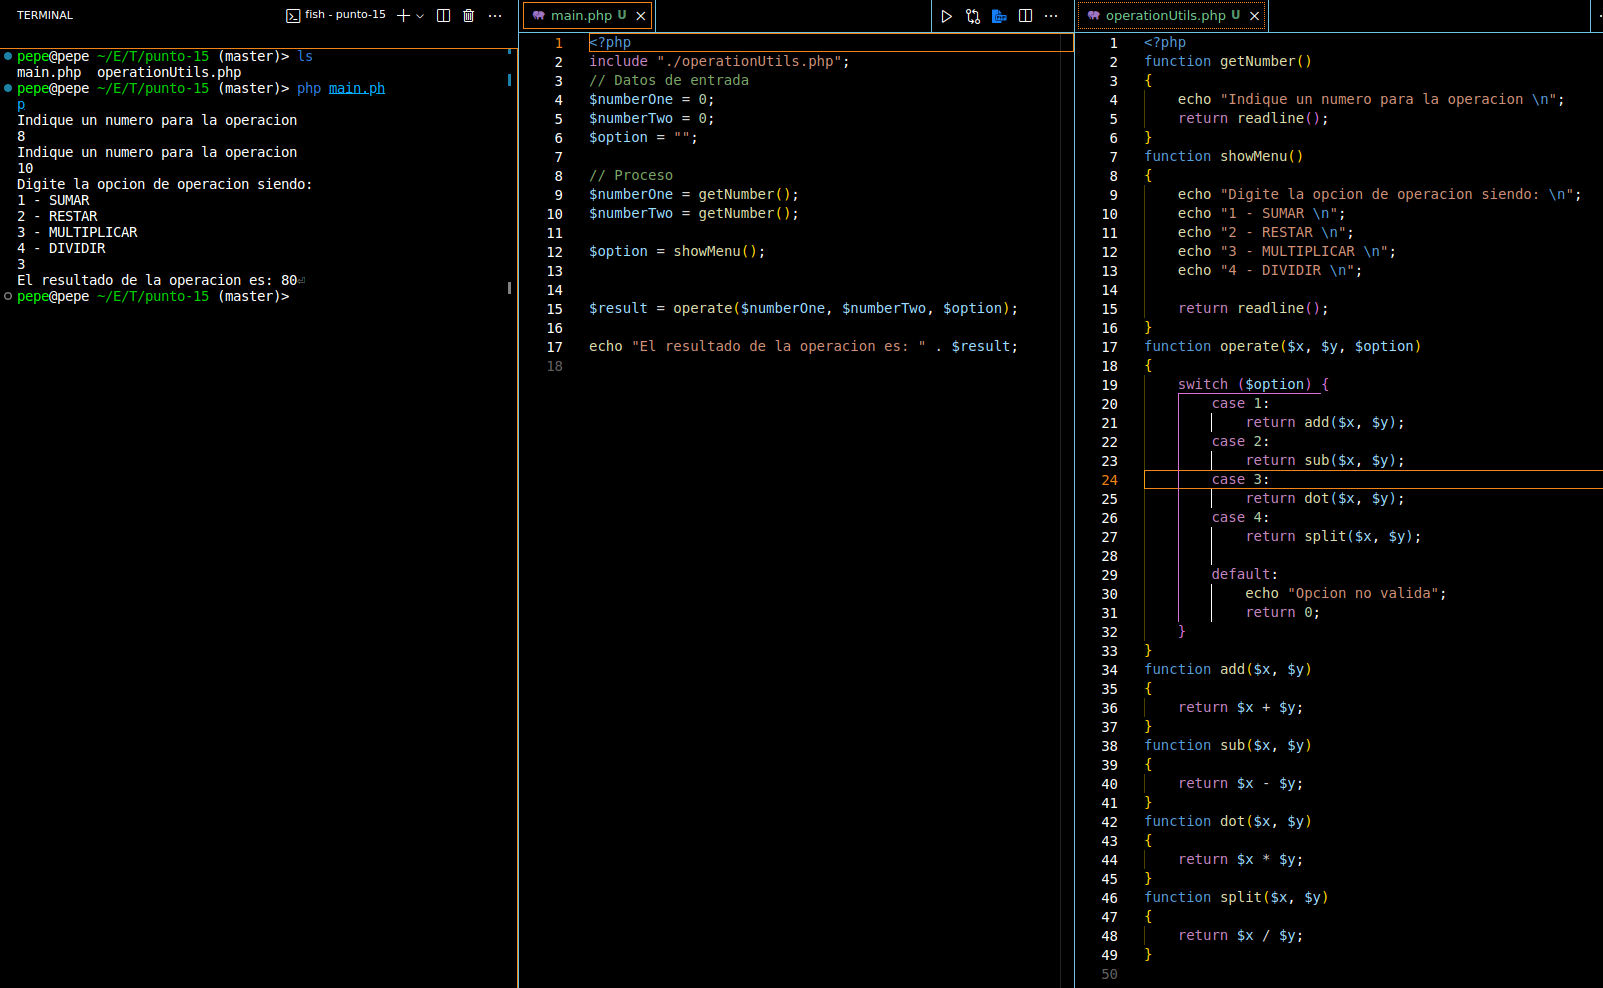 TERMINAL
fish - punto-15
pepe@pepe ~/E/T/punto-15 (master)> ls
main.php  operationUtils.php
pepe@pepe ~/E/T/punto-15 (master)> php main.ph
p
Indique un numero para la operacion
8
Indique un numero para la operacion
10
Digite la opcion de operacion siendo:
1 - SUMAR
2 - RESTAR
3 - MULTIPLICAR
4 - DIVIDIR
3
El resultado de la operacion es: 80⏎
pepe@pepe ~/E/T/punto-15 (master)>
main.php U
1 <?php
2 include "./operationUtils.php";
3 // Datos de entrada
4 $numberOne = 0;
5 $numberTwo = 0;
6 $option = "";
7
8 // Proceso
9 $numberOne = getNumber();
10 $numberTwo = getNumber();
11
12 $option = showMenu();
13
14
15 $result = operate($numberOne, $numberTwo, $option);
16
17 echo "El resultado de la operacion es: " . $result;
18
operationUtils.php U
1 <?php
2 function getNumber()
3 {
4     echo "Indique un numero para la operacion \n";
5     return readline();
6 }
7 function showMenu()
8 {
9     echo "Digite la opcion de operacion siendo: \n";
10     echo "1 - SUMAR \n";
11     echo "2 - RESTAR \n";
12     echo "3 - MULTIPLICAR \n";
13     echo "4 - DIVIDIR \n";
14
15     return readline();
16 }
17 function operate($x, $y, $option)
18 {
19     switch ($option) {
20         case 1:
21             return add($x, $y);
22         case 2:
23             return sub($x, $y);
24         case 3:
25             return dot($x, $y);
26         case 4:
27             return split($x, $y);
28
29         default:
30             echo "Opcion no valida";
31             return 0;
32     }
33 }
34 function add($x, $y)
35 {
36     return $x + $y;
37 }
38 function sub($x, $y)
39 {
40     return $x - $y;
41 }
42 function dot($x, $y)
43 {
44     return $x * $y;
45 }
46 function split($x, $y)
47 {
48     return $x / $y;
49 }
50